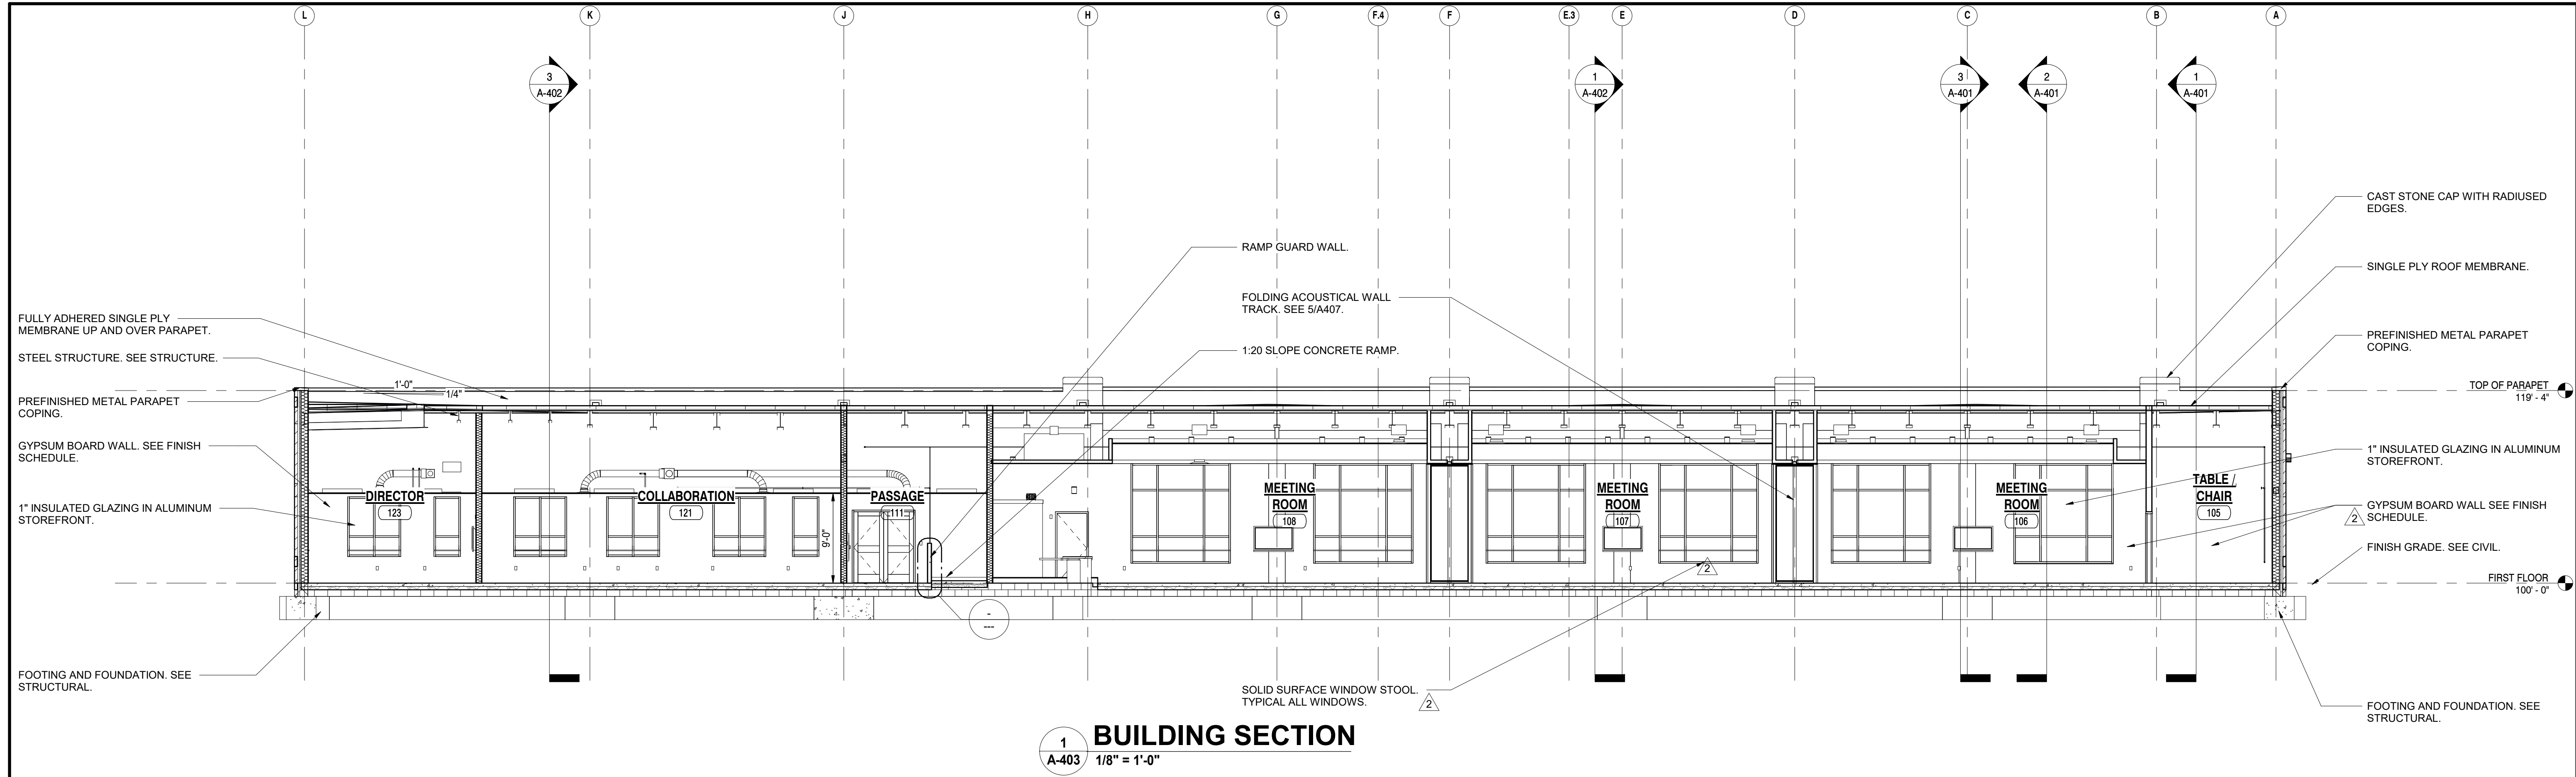 L
K
J
H
G
F.4
F
E.3
E
D
C
B
A
3
A-402
1
A-402
3
A-401
2
A-401
1
A-401
CAST STONE CAP WITH RADIUSED
EDGES.
RAMP GUARD WALL.
SINGLE PLY ROOF MEMBRANE.
FOLDING ACOUSTICAL WALL
TRACK. SEE 5/A407.
FULLY ADHERED SINGLE PLY
MEMBRANE UP AND OVER PARAPET.
PREFINISHED METAL PARAPET
COPING.
STEEL STRUCTURE. SEE STRUCTURE.
1:20 SLOPE CONCRETE RAMP.
1'-0"
1/4"
TOP OF PARAPET
119' - 4"
PREFINISHED METAL PARAPET
COPING.
GYPSUM BOARD WALL. SEE FINISH
SCHEDULE.
1" INSULATED GLAZING IN ALUMINUM
STOREFRONT.
DIRECTOR
123
COLLABORATION
121
PASSAGE
111
9'-0"
MEETING
ROOM
108
MEETING
ROOM
107
MEETING
ROOM
106
TABLE /
CHAIR
105
1" INSULATED GLAZING IN ALUMINUM
STOREFRONT.
GYPSUM BOARD WALL SEE FINISH
SCHEDULE.
2
FINISH GRADE. SEE CIVIL.
2
FIRST FLOOR
100' - 0"
-
---
FOOTING AND FOUNDATION. SEE
STRUCTURAL.
SOLID SURFACE WINDOW STOOL.
TYPICAL ALL WINDOWS.
2
FOOTING AND FOUNDATION. SEE
STRUCTURAL.
1
A-403
BUILDING SECTION
1/8" = 1'-0"